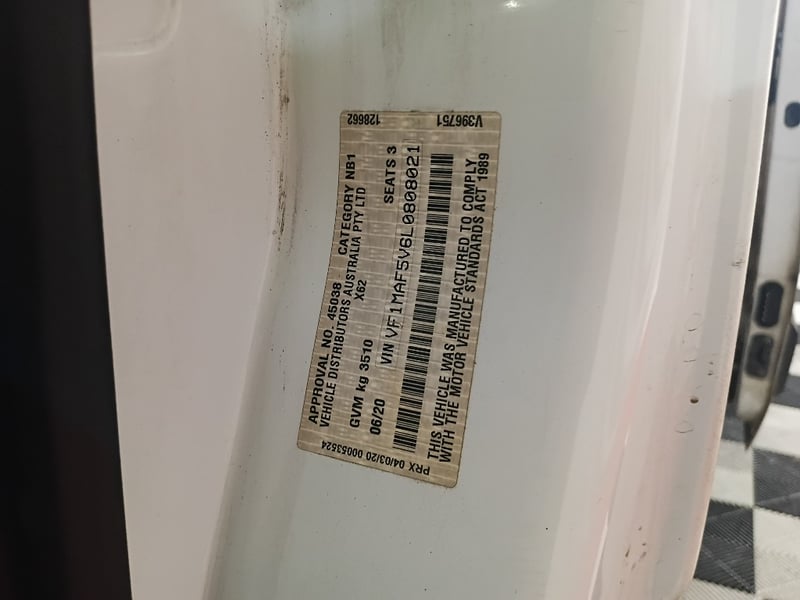 APPROVAL NO. 45038 CATEGORY NB1
VEHICLE DISTRIBUTORS AUSTRALIA PTY LTD
X62
GVM kg 3510 SEATS 3
06/20 VIN VF1MAF5V6L0808021
THIS VEHICLE WAS MANUFACTURED TO COMPLY
WITH THE MOTOR VEHICLE STANDARDS ACT 1989
128662
V396751
PRX 04/03/20 00053524